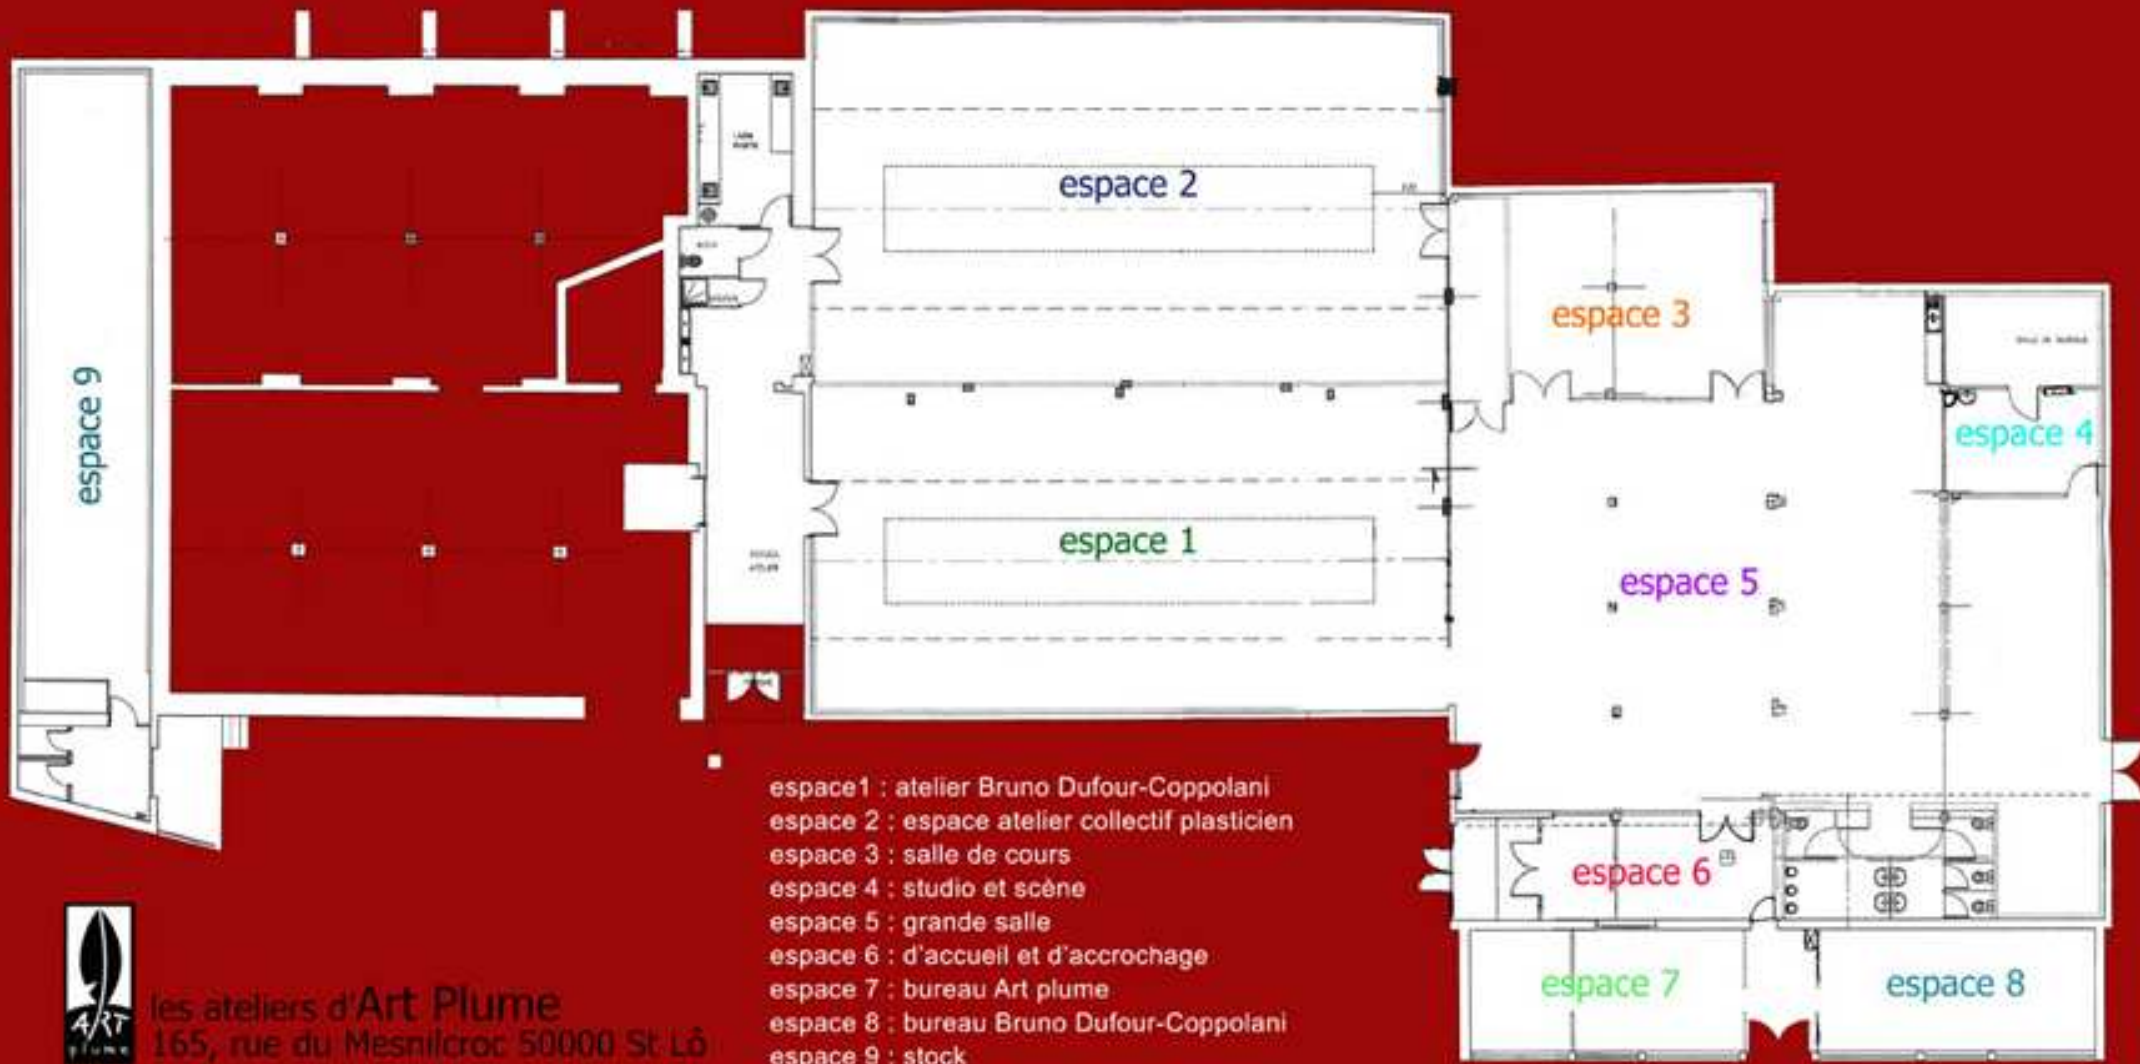 espace 2
espace 3
espace 9
espace 4
espace 1
espace 5
espace 6
espace 7
espace 8
espace1 : atelier Bruno Dufour-Coppolani
espace 2 : espace atelier collectif plasticien
espace 3 : salle de cours
espace 4 : studio et scène
espace 5 : grande salle
espace 6 : d'accueil et d'accrochage
espace 7 : bureau Art plume
espace 8 : bureau Bruno Dufour-Coppolani
espace 9 : stock
ART
plume
les ateliers d'Art Plume
165, rue du Mesnilcroc 50000 St Lô